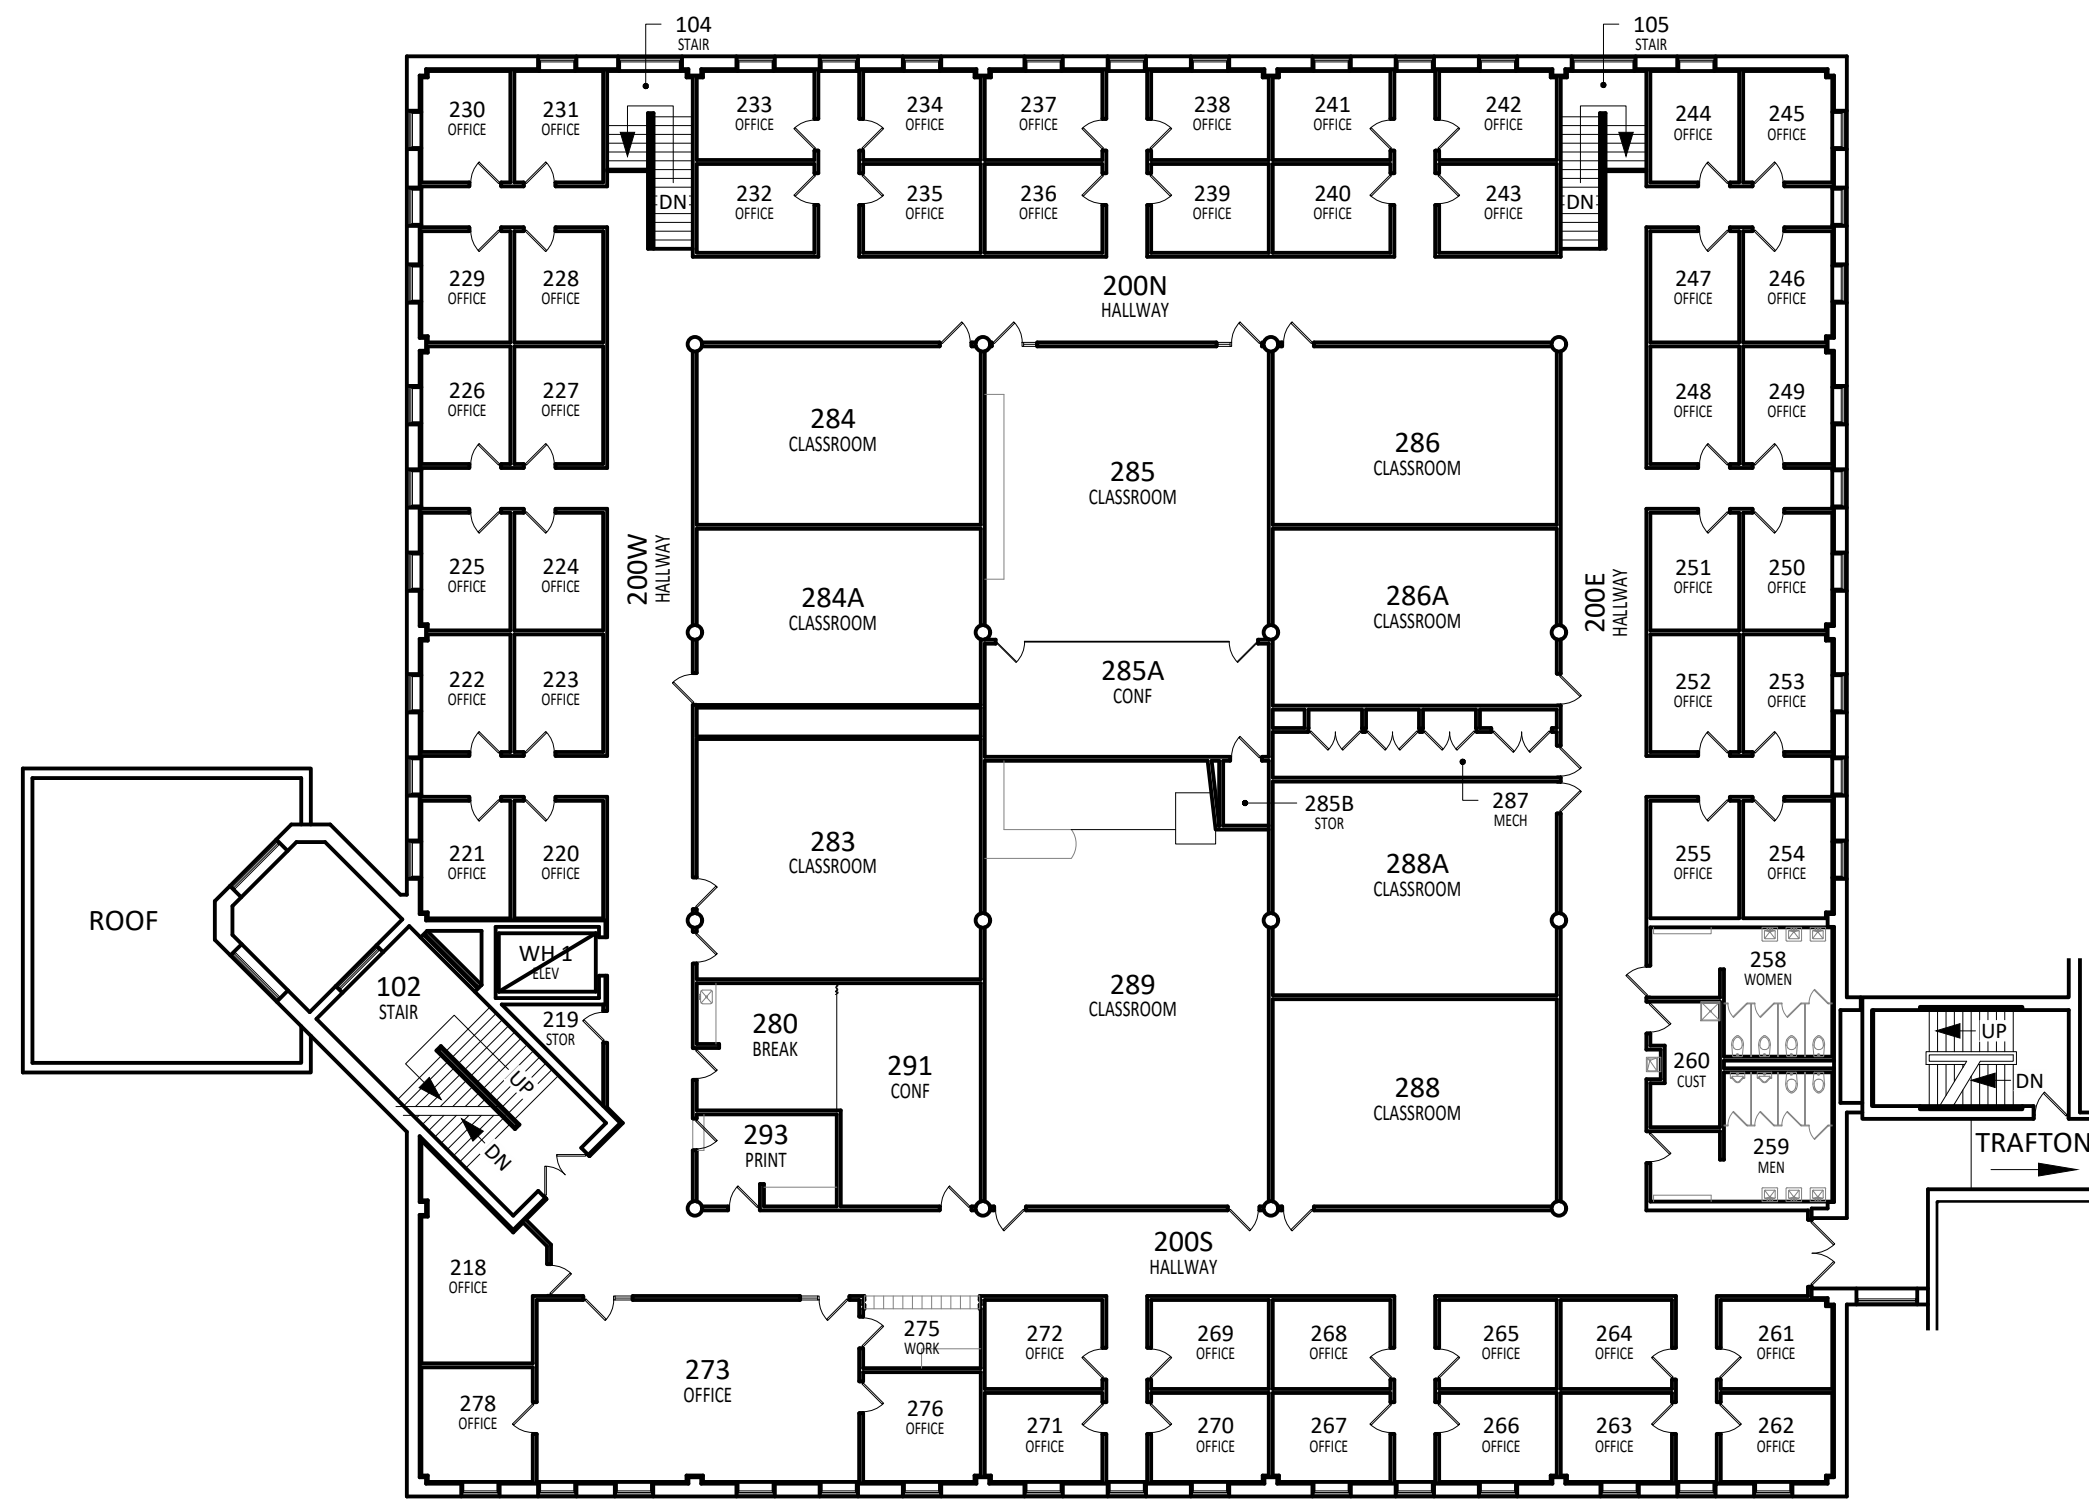 104
STAIR
105
STAIR
230
OFFICE
231
OFFICE
233
OFFICE
234
OFFICE
237
OFFICE
238
OFFICE
241
OFFICE
242
OFFICE
244
OFFICE
245
OFFICE
232
OFFICE
235
OFFICE
236
OFFICE
239
OFFICE
240
OFFICE
243
OFFICE
DN
DN
229
OFFICE
228
OFFICE
200N
HALLWAY
247
OFFICE
246
OFFICE
226
OFFICE
227
OFFICE
284
CLASSROOM
285
CLASSROOM
286
CLASSROOM
248
OFFICE
249
OFFICE
225
OFFICE
224
OFFICE
200W
HALLWAY
284A
CLASSROOM
286A
CLASSROOM
200E
HALLWAY
251
OFFICE
250
OFFICE
222
OFFICE
223
OFFICE
285A
CONF
252
OFFICE
253
OFFICE
285B
STOR
287
MECH
221
OFFICE
220
OFFICE
283
CLASSROOM
288A
CLASSROOM
255
OFFICE
254
OFFICE
ROOF
WH 1
ELEV
102
STAIR
219
STOR
UP
DN
280
BREAK
291
CONF
293
PRINT
289
CLASSROOM
288
CLASSROOM
258
WOMEN
260
CUST
259
MEN
UP
DN
TRAFTON
200S
HALLWAY
218
OFFICE
278
OFFICE
273
OFFICE
275
WORK
276
OFFICE
272
OFFICE
269
OFFICE
268
OFFICE
265
OFFICE
264
OFFICE
261
OFFICE
271
OFFICE
270
OFFICE
267
OFFICE
266
OFFICE
263
OFFICE
262
OFFICE